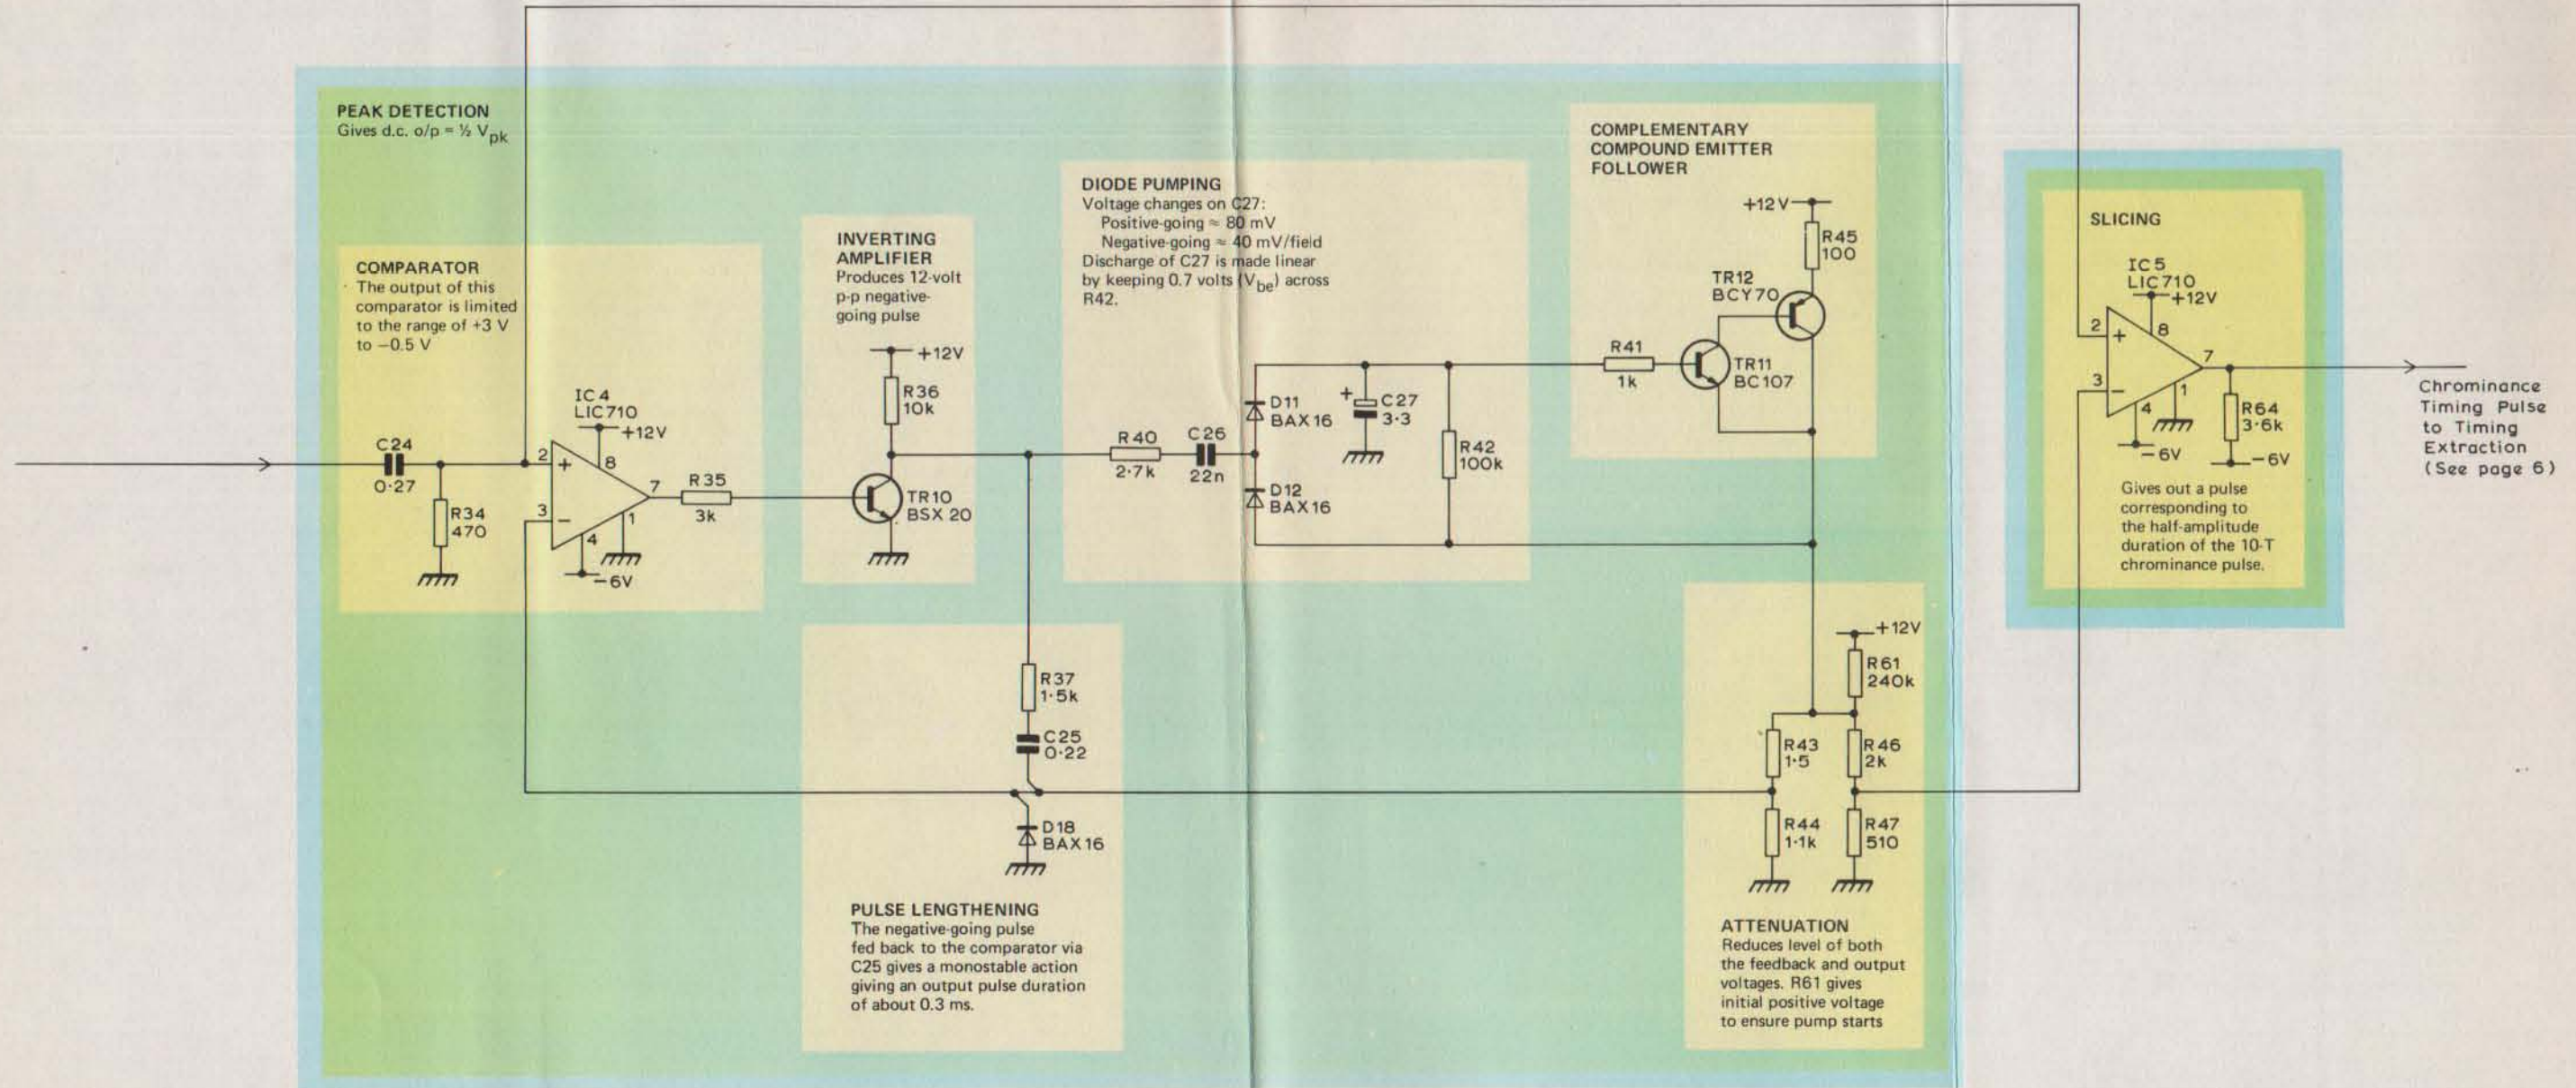 PEAK DETECTION
Gives d.c. o/p = ½ Vpk
COMPARATOR
The output of this
comparator is limited
to the range of +3 V
to −0.5 V
IC 4
LIC710
+12V
C24
0·27
R34
470
2
+
3
−
8
7
1
4
−6V
R35
3k
INVERTING
AMPLIFIER
Produces 12-volt
p-p negative-
going pulse
+12V
R36
10k
TR10
BSX 20
PULSE LENGTHENING
The negative-going pulse
fed back to the comparator via
C25 gives a monostable action
giving an output pulse duration
of about 0.3 ms.
R37
1·5k
C25
0·22
D18
BAX16
DIODE PUMPING
Voltage changes on C27:
Positive-going ≈ 80 mV
Negative-going ≈ 40 mV/field
Discharge of C27 is made linear
by keeping 0.7 volts (Vbe) across
R42.
R40
2·7k
C26
22n
D11
BAX16
D12
BAX16
+
C27
3·3
R42
100k
COMPLEMENTARY
COMPOUND EMITTER
FOLLOWER
+12V
R45
100
TR12
BCY70
R41
1k
TR11
BC107
+12V
R61
240k
R43
1·5
R46
2k
R44
1·1k
R47
510
ATTENUATION
Reduces level of both
the feedback and output
voltages. R61 gives
initial positive voltage
to ensure pump starts
SLICING
IC 5
LIC710
+12V
2
+
3
−
8
7
1
4
−6V
R64
3·6k
−6V
Gives out a pulse
corresponding to
the half-amplitude
duration of the 10-T
chrominance pulse.
Chrominance
Timing Pulse
to Timing
Extraction
(See page 6)